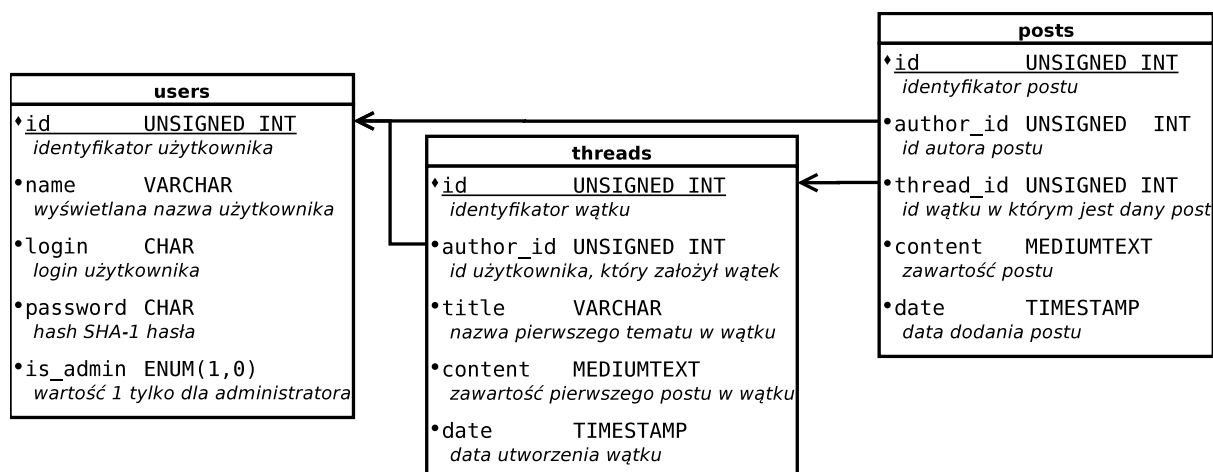 users
id UNSIGNED INT
identyfikator użytkownika
name VARCHAR
wyświetlana nazwa użytkownika
login CHAR
login użytkownika
password CHAR
hash SHA-1 hasła
is_admin ENUM(1,0)
wartość 1 tylko dla administratora
threads
id UNSIGNED INT
identyfikator wątku
author_id UNSIGNED INT
id użytkownika, który założył wątek
title VARCHAR
nazwa pierwszego tematu w wątku
content MEDIUMTEXT
zawartość pierwszego postu w wątku
date TIMESTAMP
data utworzenia wątku
posts
id UNSIGNED INT
identyfikator postu
author_id UNSIGNED INT
id autora postu
thread_id UNSIGNED INT
id wątku w którym jest dany post
content MEDIUMTEXT
zawartość postu
date TIMESTAMP
data dodania postu